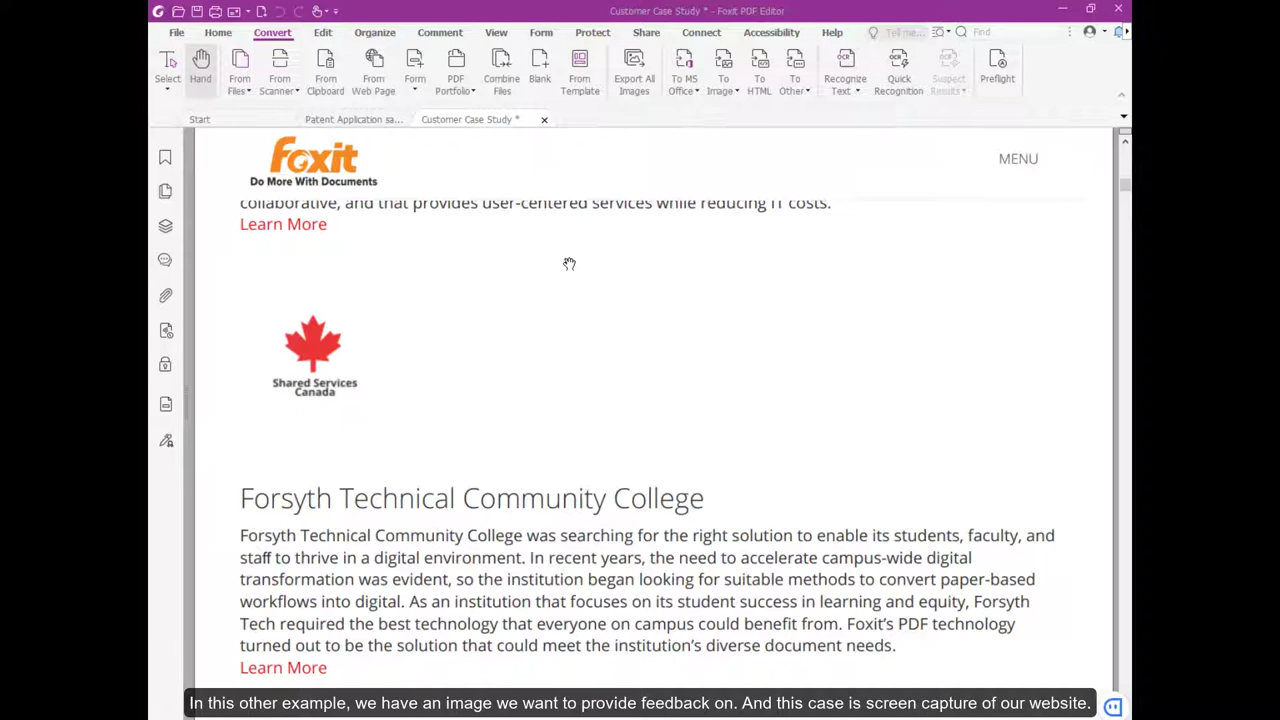 Customer Case Study * - Foxit PDF Editor
File Home Convert Edit Organize Comment View Form Protect Share Connect Accessibility Help Tell me... Find
Select Hand From Files From Scanner From Clipboard From Web Page Form PDF Portfolio Combine Files Blank From Template Export All Images To MS Office To Image To HTML To Other Recognize Text Quick Recognition Suspect Results Preflight
Start Patent Application sa... Customer Case Study *
foxit
Do More With Documents
MENU
collaborative, and that provides user-centered services while reducing IT costs.
Learn More
Shared Services
Canada
Forsyth Technical Community College
Forsyth Technical Community College was searching for the right solution to enable its students, faculty, and
staff to thrive in a digital environment. In recent years, the need to accelerate campus-wide digital
transformation was evident, so the institution began looking for suitable methods to convert paper-based
workflows into digital. As an institution that focuses on its student success in learning and equity, Forsyth
Tech required the best technology that everyone on campus could benefit from. Foxit's PDF technology
turned out to be the solution that could meet the institution's diverse document needs.
Learn More
In this other example, we have an image we want to provide feedback on. And this case is screen capture of our website.